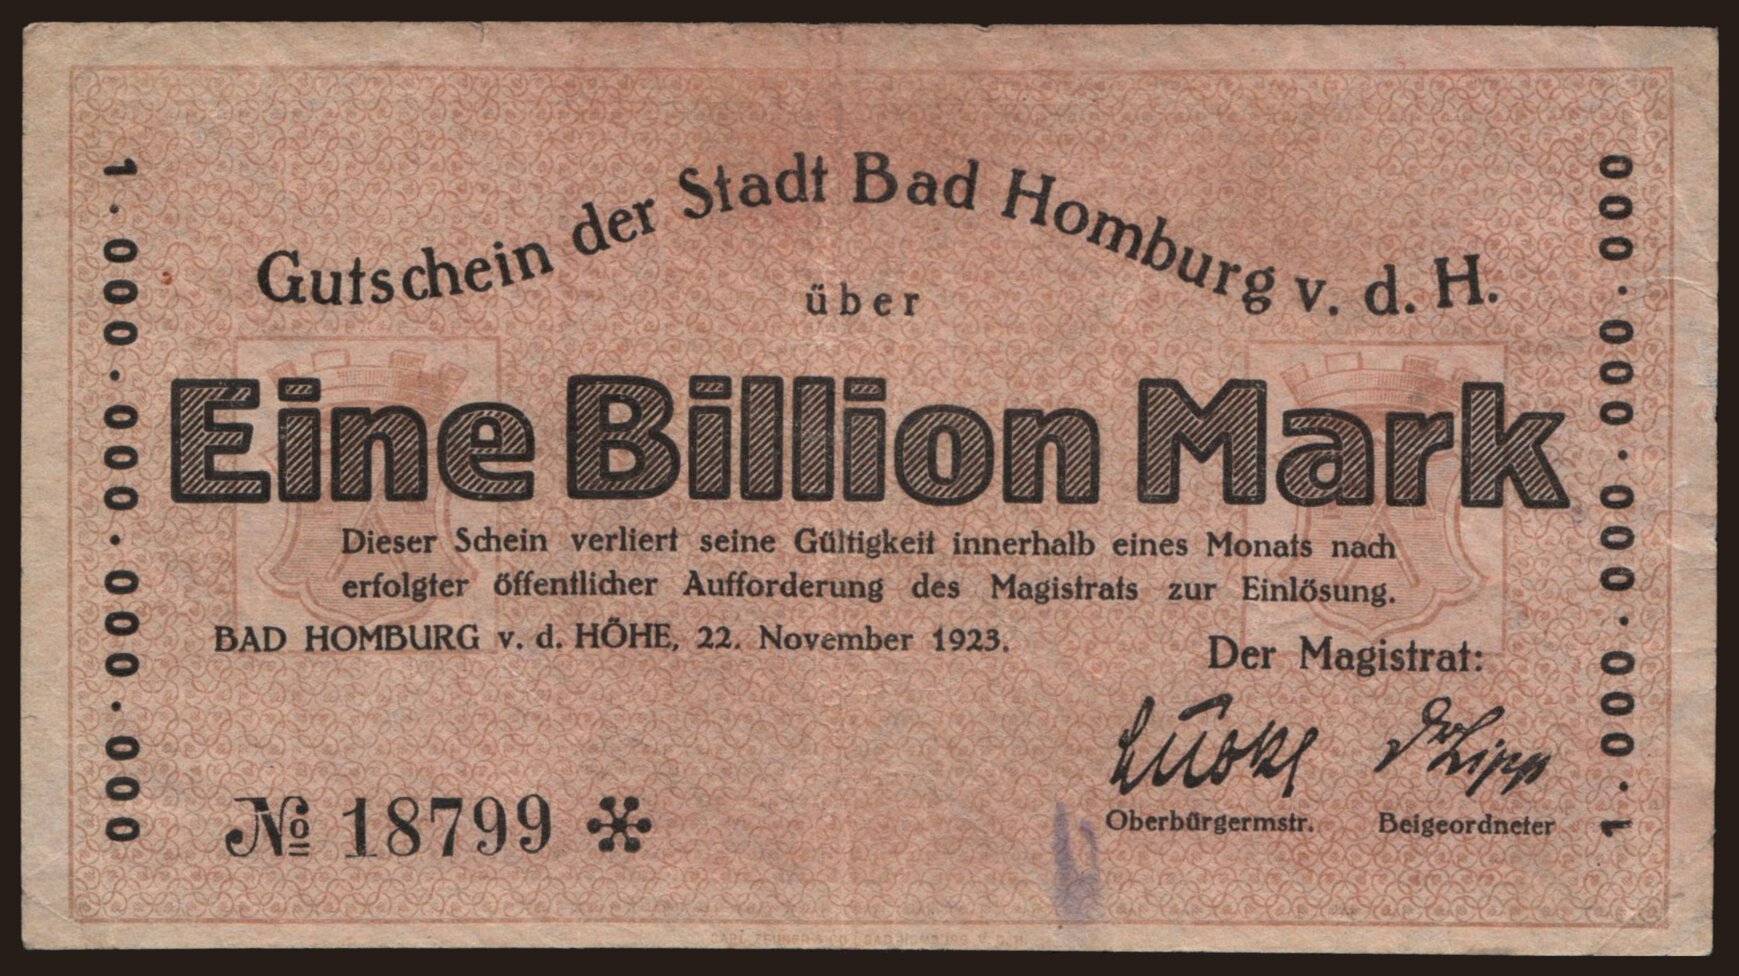 Gutschein der Stadt Bad Homburg v. d. H.
über
Eine Billion Mark
Dieser Schein verliert seine Gültigkeit innerhalb eines Monats nach
erfolgter öffentlicher Aufforderung des Magistrats zur Einlösung.
BAD HOMBURG v. d. HÖHE, 22. November 1923.
Der Magistrat:
Oberbürgermstr. Beigeordneter
№ 18799
1.000.000.000.000
1.000.000.000.000